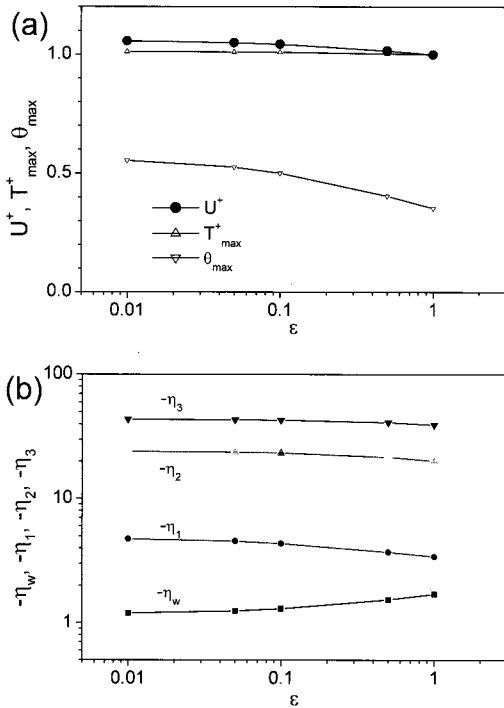 (a)
U⁺, T⁺max, θmax
1.0
0.5
0.0
U⁺
T⁺max
θmax
0.01 0.1 1
ε
(b)
-ηw, -η1, -η2, -η3
100
10
1
-η3
-η2
-η1
-ηw
0.01 0.1 1
ε